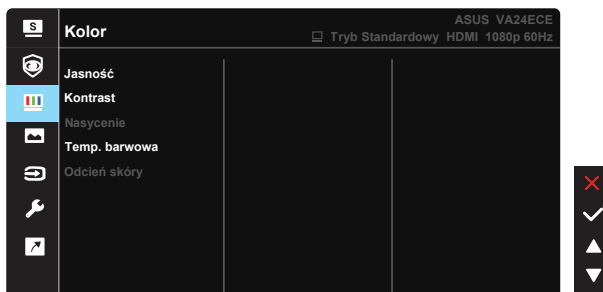 S
Kolor
ASUS VA24ECE
Tryb Standardowy HDMI 1080p 60Hz
Jasność
Kontrast
Nasycenie
Temp. barwowa
Odcień skóry